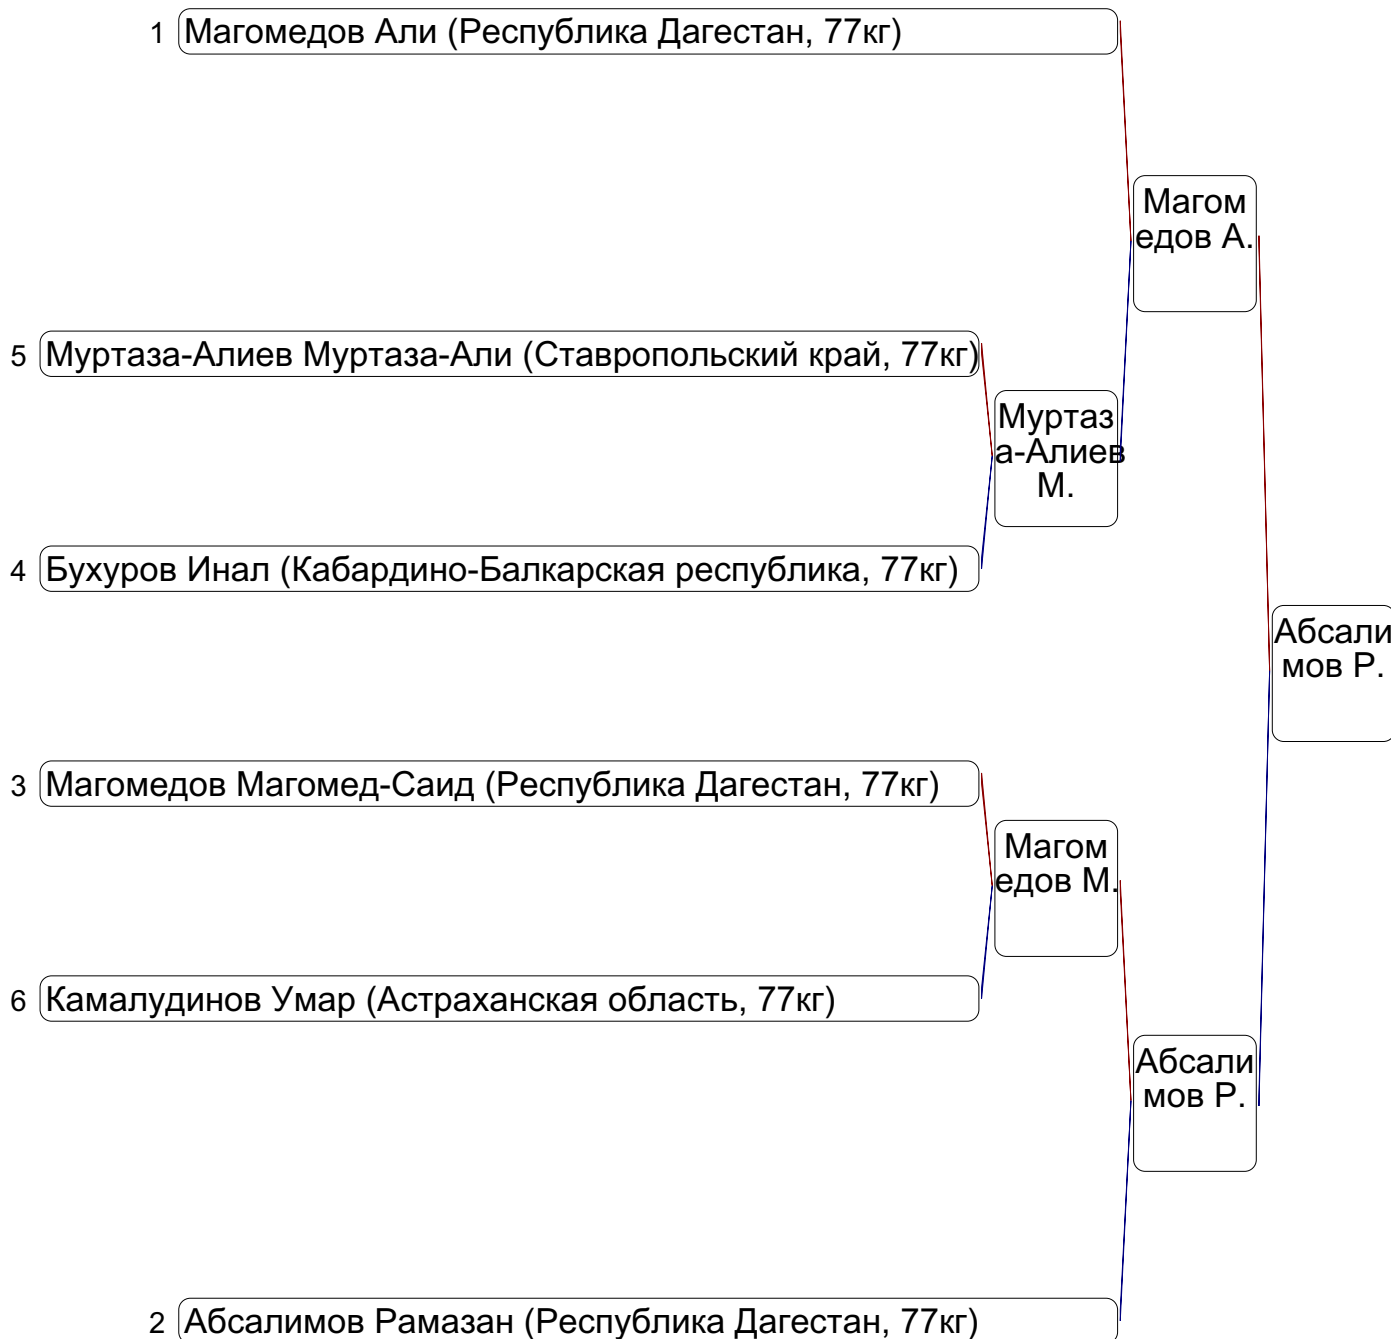 1 Магомедов Али (Республика Дагестан, 77кг)
Магом
едов А.
5 Муртаза-Алиев Муртаза-Али (Ставропольский край, 77кг)
Муртаз
а-Алиев
М.
4 Бухуров Инал (Кабардино-Балкарская республика, 77кг)
Абсали
мов Р.
3 Магомедов Магомед-Саид (Республика Дагестан, 77кг)
Магом
едов М.
6 Камалудинов Умар (Астраханская область, 77кг)
Абсали
мов Р.
2 Абсалимов Рамазан (Республика Дагестан, 77кг)